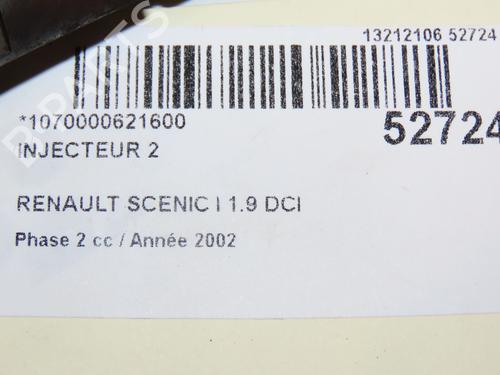 13212106 52724
*1070000621600
52724
INJECTEUR 2
RENAULT SCENIC I 1.9 DCI
Phase 2 cc / Année 2002